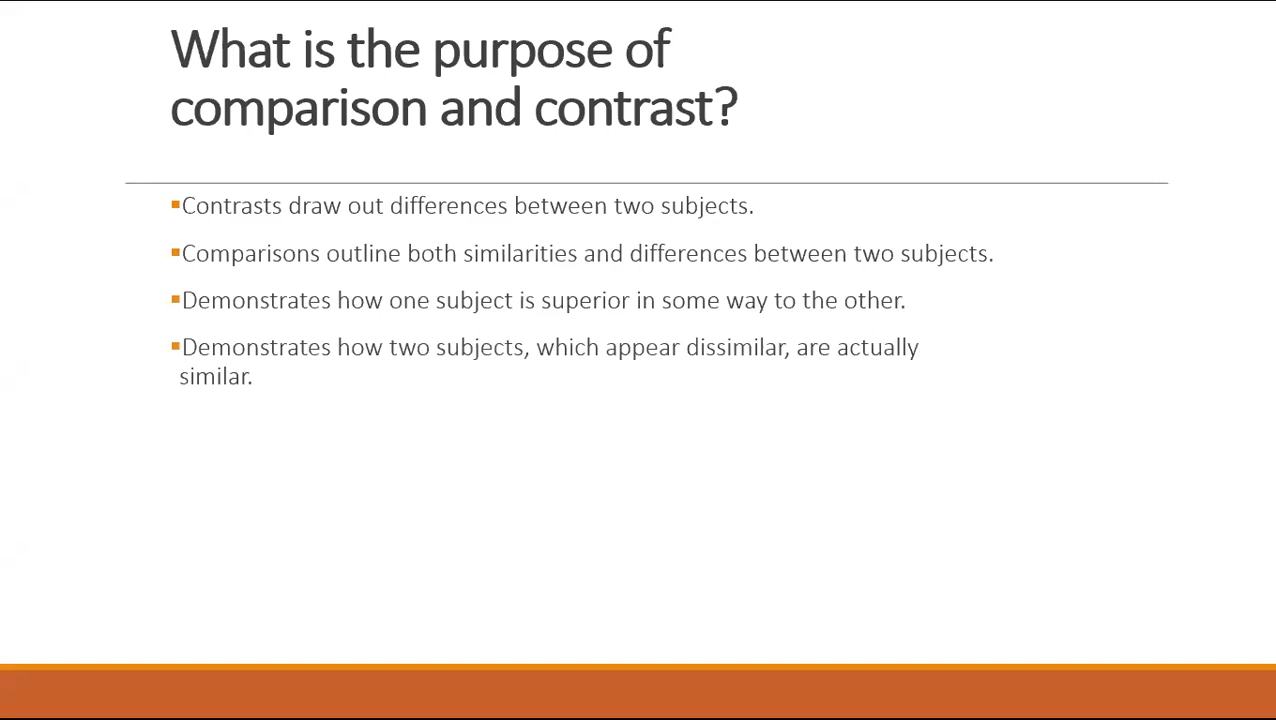 What is the purpose of
comparison and contrast?
▪Contrasts draw out differences between two subjects.
▪Comparisons outline both similarities and differences between two subjects.
▪Demonstrates how one subject is superior in some way to the other.
▪Demonstrates how two subjects, which appear dissimilar, are actually
similar.